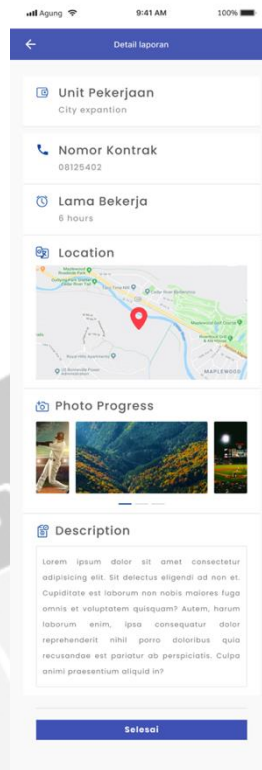 Agung 9:41 AM 100%
Detail laporan
Unit Pekerjaan
City expantion
Nomor Kontrak
08125402
Lama Bekerja
6 hours
Location
MAPLEWOOD
Photo Progress
Description
Lorem ipsum dolor sit amet consectetur
adipisicing elit. Sit delectus eligendi ad non et.
Cupiditate est laborum non nobis maiores fuga
omnis et voluptatem quisquam? Autem, harum
laborum enim, ipsa consequatur dolor
reprehenderit nihil porro doloribus quia
recusandae est pariatur ab perspiciatis. Culpa
animi praesentium aliquid in?
Selesai